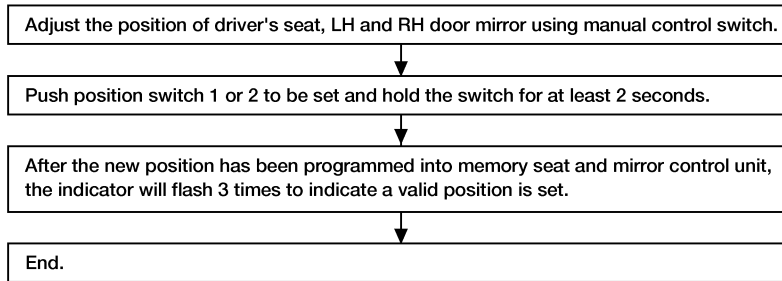 Adjust the position of driver's seat, LH and RH door mirror using manual control switch.
Push position switch 1 or 2 to be set and hold the switch for at least 2 seconds.
After the new position has been programmed into memory seat and mirror control unit,
the indicator will flash 3 times to indicate a valid position is set.
End.